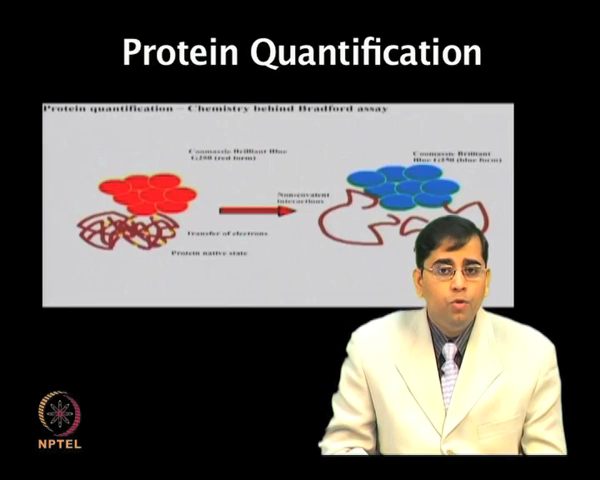 Protein Quantification
Protein quantification – Chemistry behind Bradford assay
Coomassie Brilliant Blue
G250 (red form)
Coomassie Brilliant
Blue G250 (blue form)
Noncovalent
interactions
Transfer of electrons
Protein native state
NPTEL